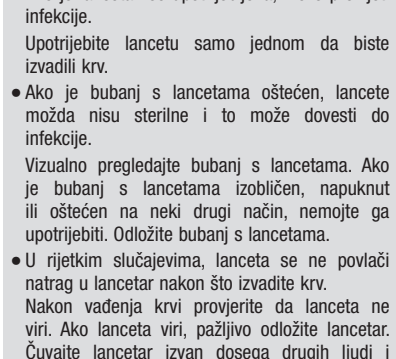 infekcije.
Upotrijebite lancetu samo jednom da biste
izvadili krv.
• Ako je bubanj s lancetama oštećen, lancete
možda nisu sterilne i to može dovesti do
infekcije.
Vizualno pregledajte bubanj s lancetama. Ako
je bubanj s lancetama izobličen, napuknut
ili oštećen na neki drugi način, nemojte ga
upotrijebiti. Odložite bubanj s lancetama.
• U rijetkim slučajevima, lanceta se ne povlači
natrag u lancetar nakon što izvadite krv.
Nakon vađenja krvi provjerite da lanceta ne
viri. Ako lanceta viri, pažljivo odložite lancetar.
Čuvajte lancetar izvan dosega drugih ljudi i